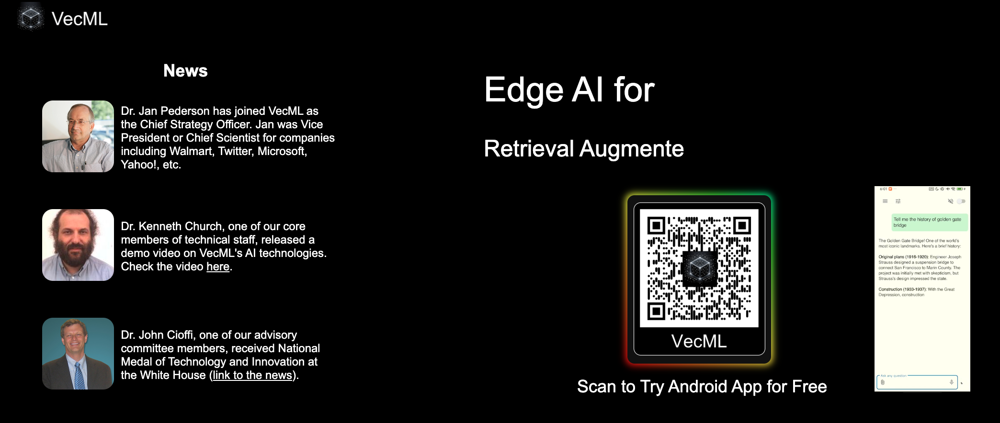 VecML
News
Dr. Jan Pederson has joined VecML as
the Chief Strategy Officer. Jan was Vice
President or Chief Scientist for companies
including Walmart, Twitter, Microsoft,
Yahoo!, etc.
Dr. Kenneth Church, one of our core
members of technical staff, released a
demo video on VecML's AI technologies.
Check the video here.
Dr. John Cioffi, one of our advisory
committee members, received National
Medal of Technology and Innovation at
the White House (link to the news).
Edge AI for
Retrieval Augmente
VecML
Scan to Try Android App for Free
6:01
Tell me the history of golden gate
bridge
The Golden Gate Bridge! One of the world's
most iconic landmarks. Here's a brief history:
Original plans (1916-1920): Engineer Joseph
Strauss designed a suspension bridge to
connect San Francisco to Marin County. The
project was initially met with skepticism, but
Strauss's design impressed the state.
Construction (1933-1937): With the Great
Depression, construction
Ask any question